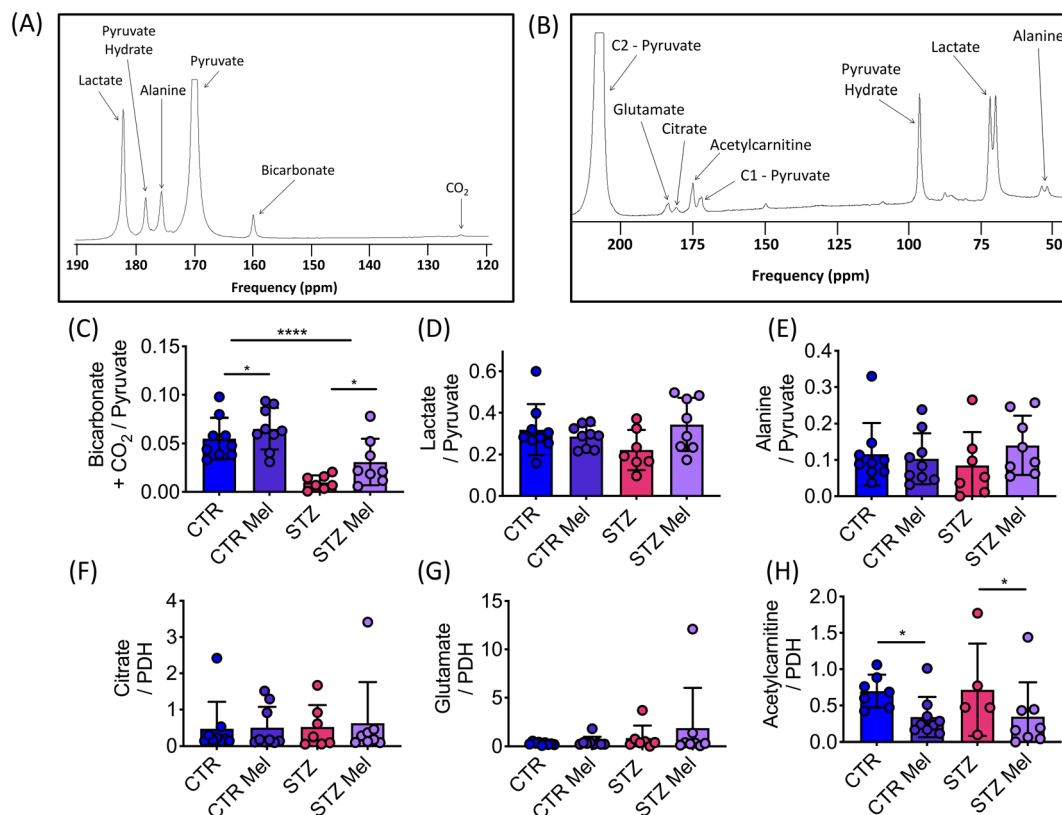 (A)
Pyruvate
Hydrate
Pyruvate
Lactate
Alanine
Bicarbonate
CO₂
190 180 170 160 150 140 130 120
Frequency (ppm)
(B)
C2 - Pyruvate
Alanine
Lactate
Pyruvate
Hydrate
Glutamate
Citrate
Acetylcarnitine
C1 - Pyruvate
200 175 150 125 100 75 50
Frequency (ppm)
(C)
Bicarbonate
+ CO₂ / Pyruvate
0.15
0.10
0.05
0.00
****
*
*
CTR
CTR Mel
STZ
STZ Mel
(D)
Lactate
/ Pyruvate
0.6
0.4
0.2
0.0
CTR
CTR Mel
STZ
STZ Mel
(E)
Alanine
/ Pyruvate
0.4
0.3
0.2
0.1
0.0
CTR
CTR Mel
STZ
STZ Mel
(F)
Citrate
/ PDH
4
3
2
1
0
CTR
CTR Mel
STZ
STZ Mel
(G)
Glutamate
/ PDH
15
10
5
0
CTR
CTR Mel
STZ
STZ Mel
(H)
Acetylcarnitine
/ PDH
2.0
1.5
1.0
0.5
0.0
*
*
CTR
CTR Mel
STZ
STZ Mel